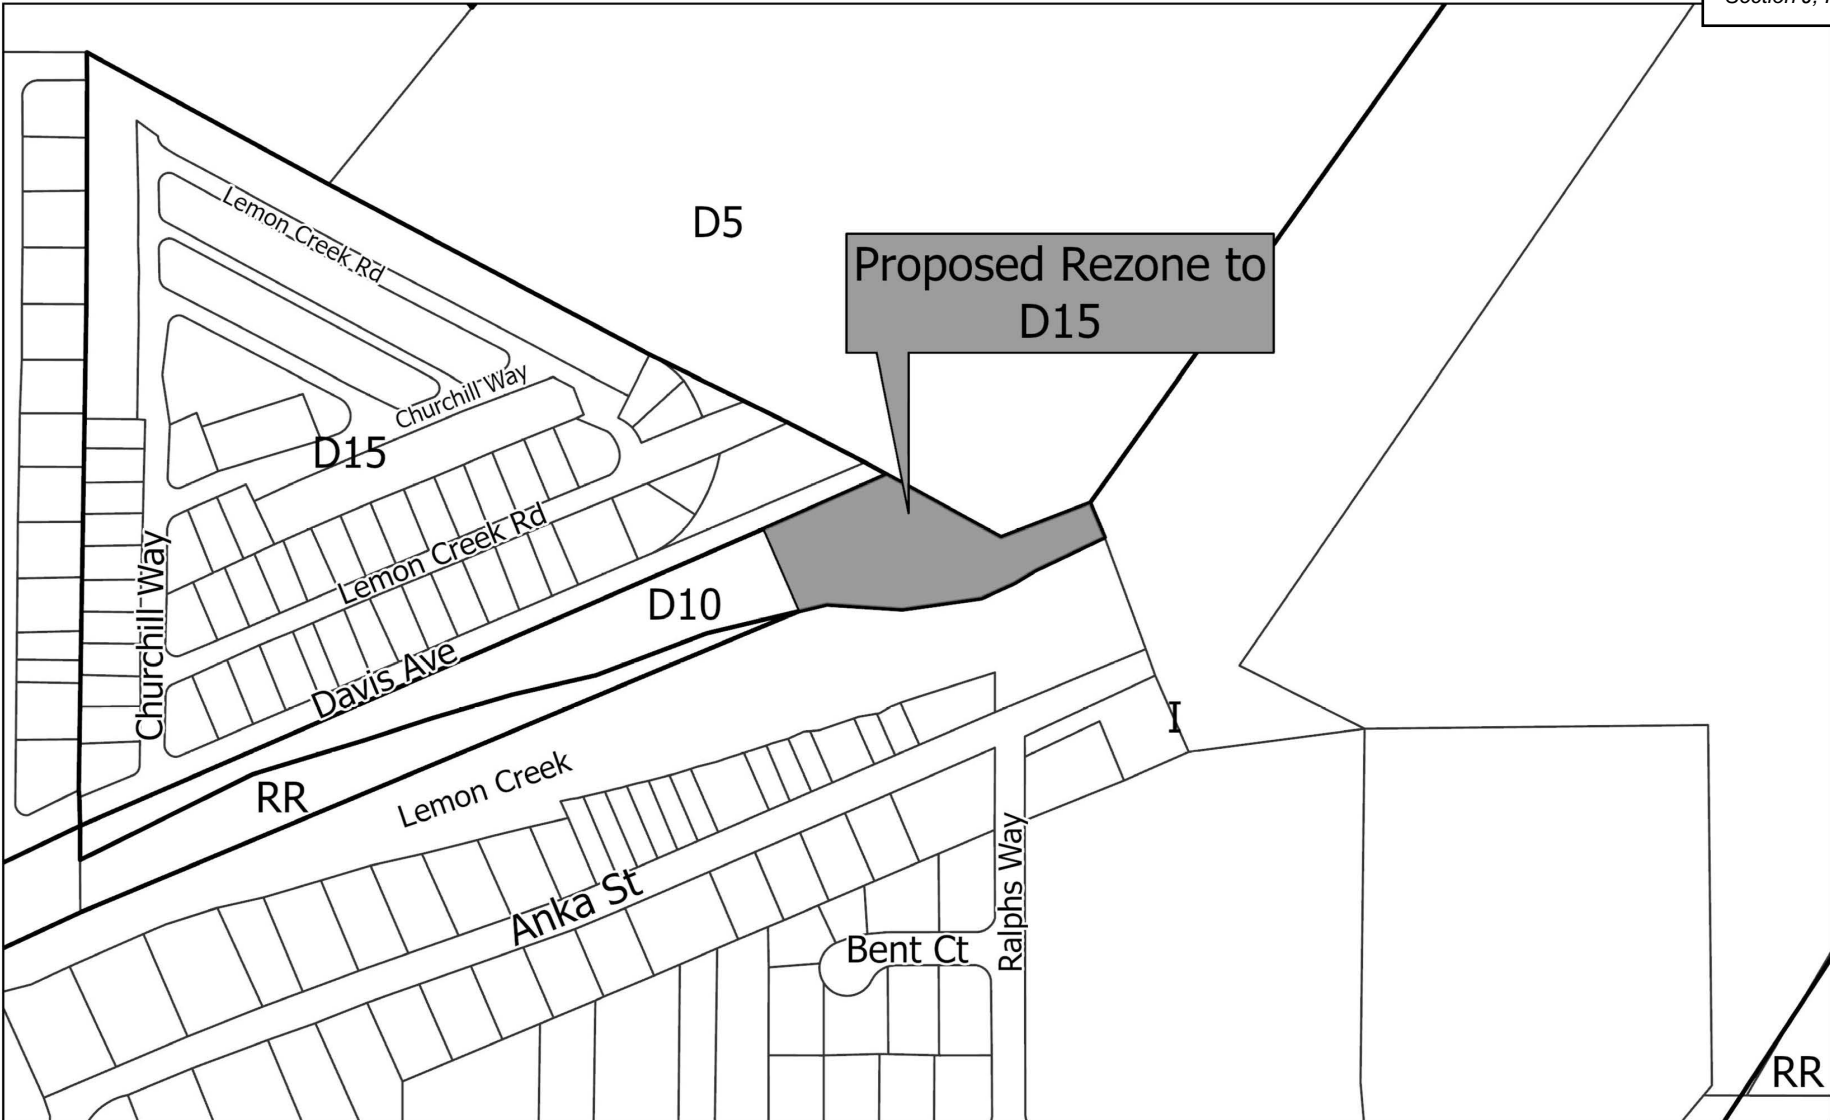 Section J,
Lemon Creek Rd
D5
Proposed Rezone to
D15
Churchill Way
D15
Lemon Creek Rd
Churchill Way
D10
Davis Ave
I
RR
Lemon Creek
Anka St
Ralphs Way
Bent Ct
RR